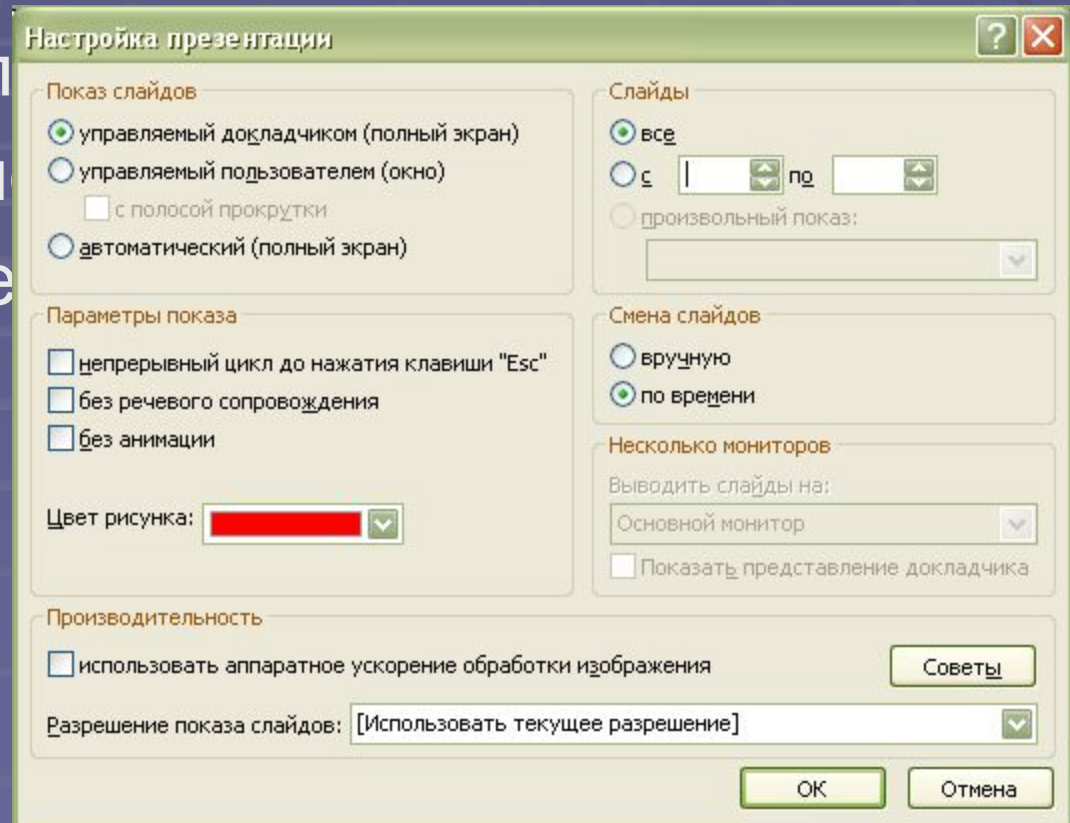 Настройка презентации
Показ слайдов
управляемый докладчиком (полный экран)
управляемый пользователем (окно)
с полосой прокрутки
автоматический (полный экран)
Слайды
все
с по
произвольный показ:
Параметры показа
непрерывный цикл до нажатия клавиши "Esc"
без речевого сопровождения
без анимации
Цвет рисунка:
Смена слайдов
вручную
по времени
Несколько мониторов
Выводить слайды на:
Основной монитор
Показать представление докладчика
Производительность
использовать аппаратное ускорение обработки изображения
Советы
Разрешение показа слайдов: [Использовать текущее разрешение]
ОК Отмена